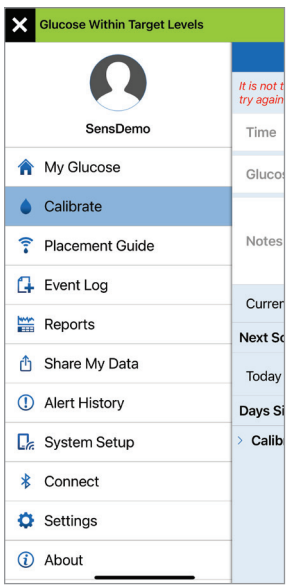 Glucose Within Target Levels
SensDemo
My Glucose
Calibrate
Placement Guide
Event Log
Reports
Share My Data
Alert History
System Setup
Connect
Settings
About
It is not t
try again
Time
Glucos
Notes
Curren
Next Sc
Today
Days Si
Calib